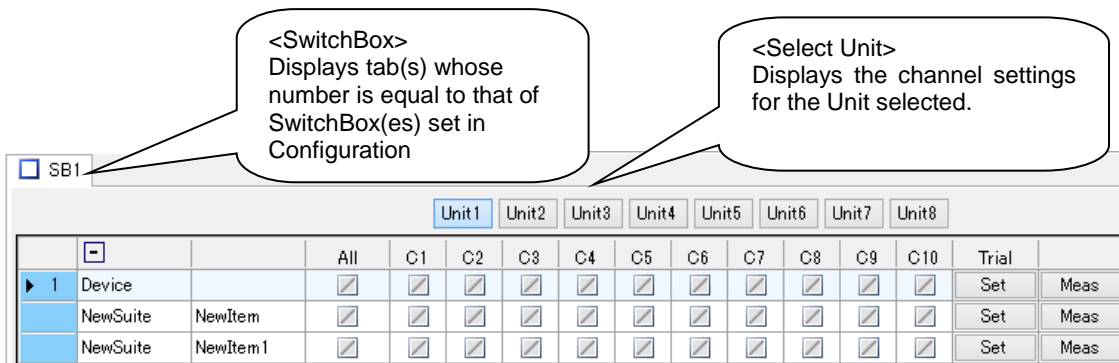 <SwitchBox>
Displays tab(s) whose
number is equal to that of
SwitchBox(es) set in
Configuration
<Select Unit>
Displays the channel settings
for the Unit selected.
SB1
Unit1 Unit2 Unit3 Unit4 Unit5 Unit6 Unit7 Unit8
All C1 C2 C3 C4 C5 C6 C7 C8 C9 C10 Trial
1 Device Set Meas
NewSuite NewItem Set Meas
NewSuite NewItem1 Set Meas